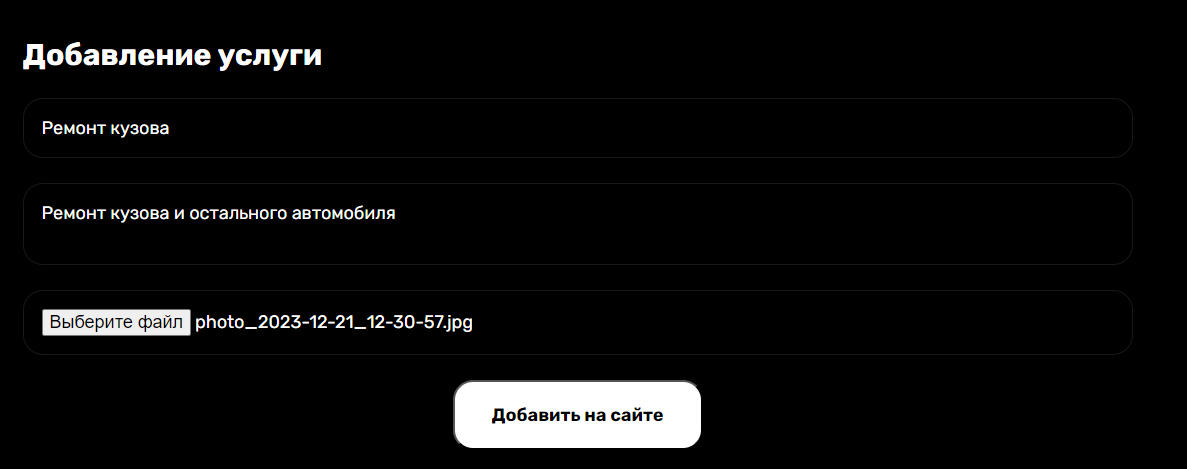 Добавление услуги
Ремонт кузова
Ремонт кузова и остального автомобиля
Выберите файл photo_2023-12-21_12-30-57.jpg
Добавить на сайте